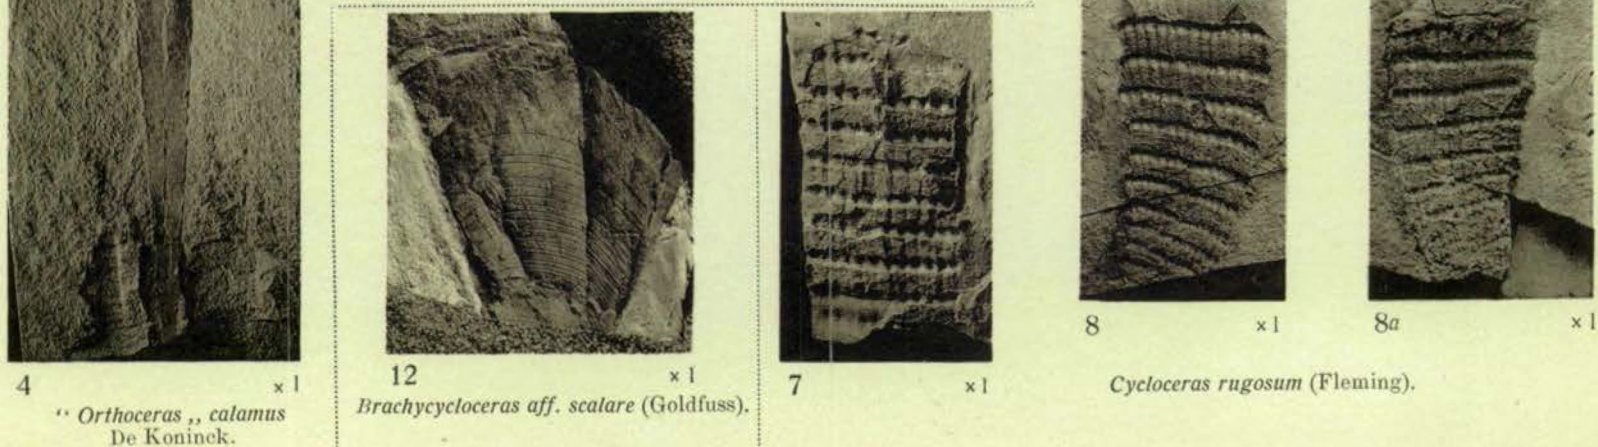 4 × 1
“ Orthoceras „ calamus
De Koninck.
12 × 1
Brachycycloceras aff. scalare (Goldfuss).
7 × 1
8 × 1
8a × 1
Cycloceras rugosum (Fleming).